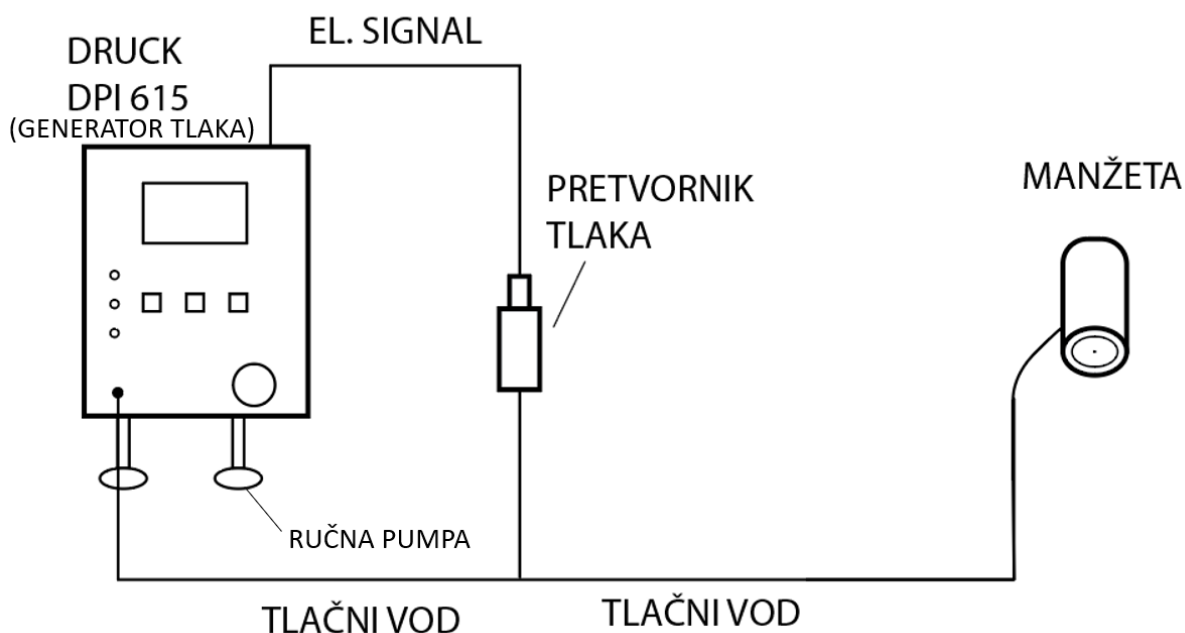 DRUCK
DPI 615
(GENERATOR TLAKA)
EL. SIGNAL
PRETVORNIK
TLAKA
MANŽETA
RUČNA PUMPA
TLAČNI VOD
TLAČNI VOD